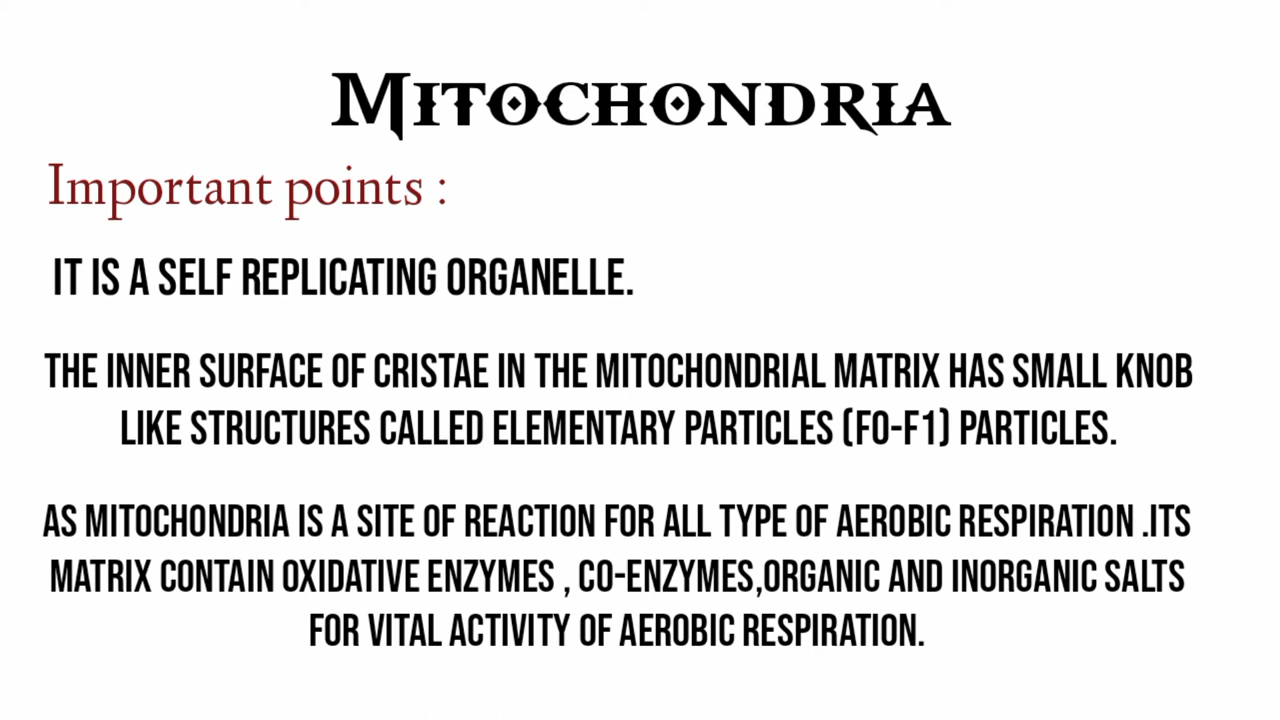 Mitochondria
Important points :
IT IS A SELF REPLICATING ORGANELLE.
THE INNER SURFACE OF CRISTAE IN THE MITOCHONDRIAL MATRIX HAS SMALL KNOB
LIKE STRUCTURES CALLED ELEMENTARY PARTICLES (F0-F1) PARTICLES.
AS MITOCHONDRIA IS A SITE OF REACTION FOR ALL TYPE OF AEROBIC RESPIRATION .ITS
MATRIX CONTAIN OXIDATIVE ENZYMES , CO-ENZYMES,ORGANIC AND INORGANIC SALTS
FOR VITAL ACTIVITY OF AEROBIC RESPIRATION.